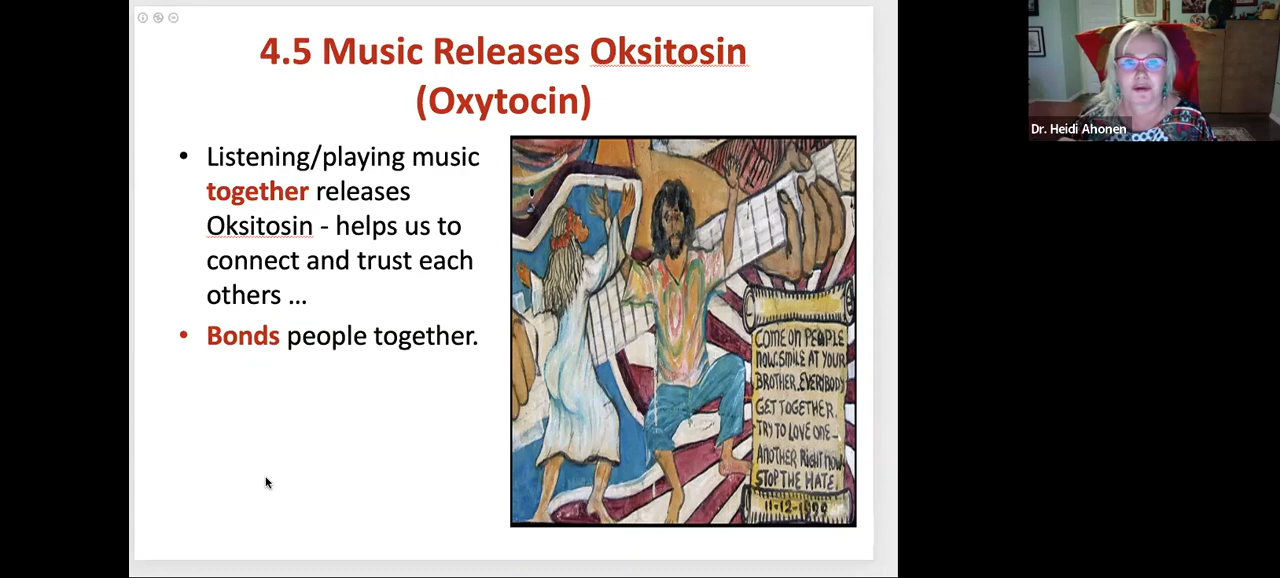 4.5 Music Releases Oksitosin
(Oxytocin)
• Listening/playing music
together releases
Oksitosin - helps us to
connect and trust each
others ...
• Bonds people together.
COME ON PEOPLE
NOW. SMILE AT YOUR
BROTHER. EVERYBODY
GET TOGETHER.
TRY TO LOVE ONE-
ANOTHER RIGHT NOW
STOP THE HATE.
Dr. Heidi Ahonen